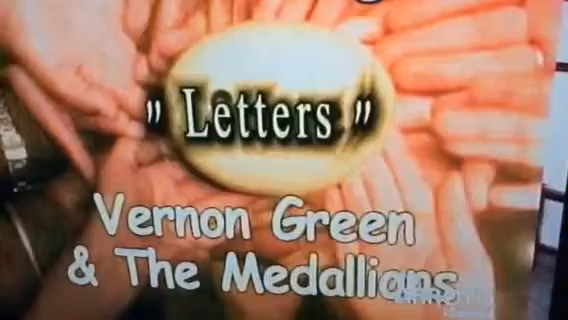 " Letters "
Vernon Green
& The Medallions